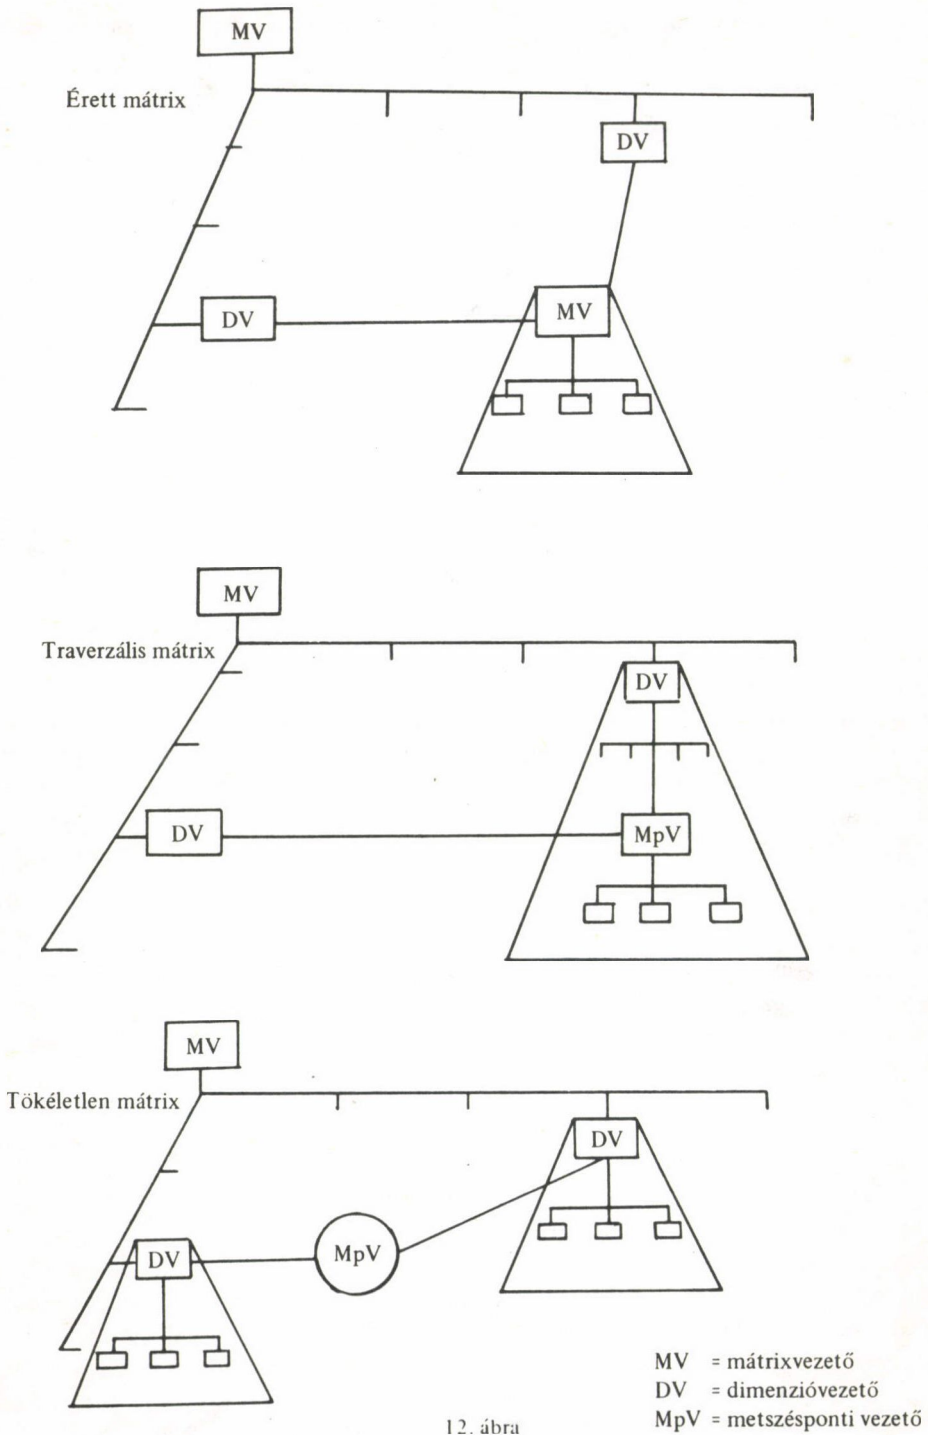 MV
Érett mátrix
DV
DV
MV
MV
Traverzális mátrix
DV
DV
MpV
MV
Tökéletlen mátrix
DV
DV
MpV
MV = mátrixvezető
DV = dimenzióvezető
MpV = metszésponti vezető
12. ábra